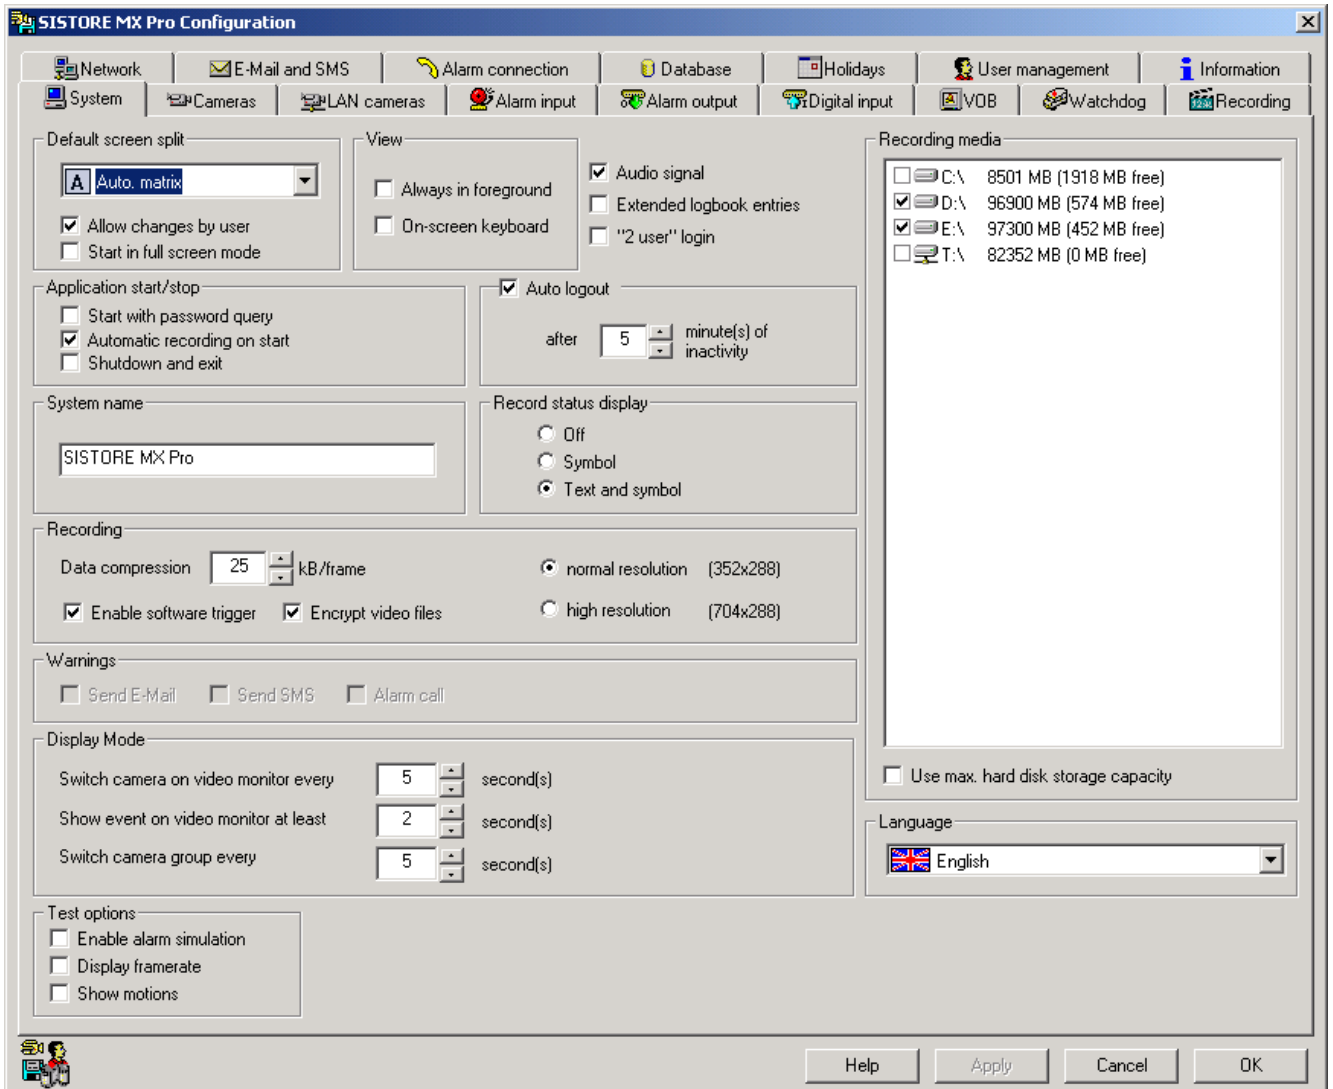 SISTORE MX Pro Configuration
Network
E-Mail and SMS
Alarm connection
Database
Holidays
User management
Information
System
Cameras
LAN cameras
Alarm input
Alarm output
Digital input
VOB
Watchdog
Recording
Default screen split
A Auto. matrix
Allow changes by user
Start in full screen mode
View
Always in foreground
On-screen keyboard
Audio signal
Extended logbook entries
"2 user" login
Application start/stop
Start with password query
Automatic recording on start
Shutdown and exit
Auto logout
after 5 minute(s) of
inactivity
System name
SISTORE MX Pro
Record status display
Off
Symbol
Text and symbol
Recording
Data compression 25 kB/frame
Enable software trigger
Encrypt video files
normal resolution (352x288)
high resolution (704x288)
Warnings
Send E-Mail
Send SMS
Alarm call
Display Mode
Switch camera on video monitor every 5 second(s)
Show event on video monitor at least 2 second(s)
Switch camera group every 5 second(s)
Test options
Enable alarm simulation
Display framerate
Show motions
Recording media
C:\ 8501 MB (1918 MB free)
D:\ 96900 MB (574 MB free)
E:\ 97300 MB (452 MB free)
T:\ 82352 MB (0 MB free)
Use max. hard disk storage capacity
Language
English
Help
Apply
Cancel
OK